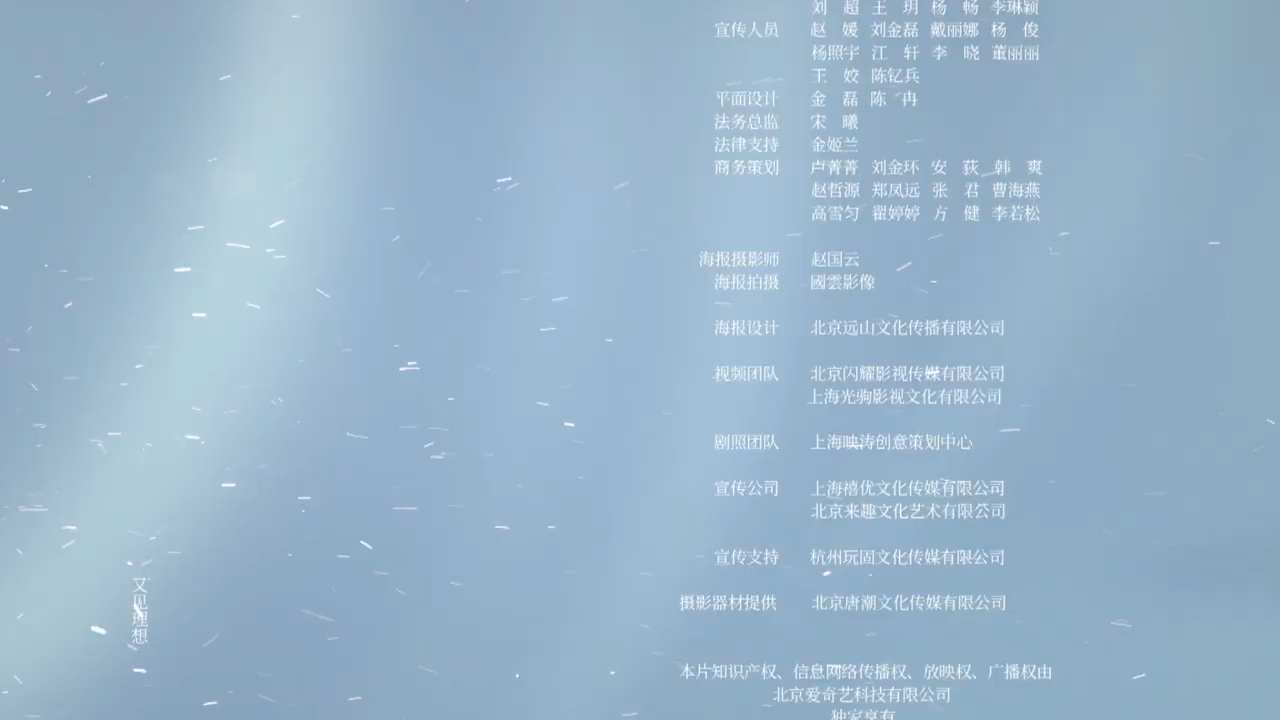 刘　超 王　玥 杨　畅 李琳颖
宣传人员 赵　媛 刘金磊 戴丽娜 杨　俊
杨照宇 江　轩 李　晓 董丽丽
王　姣 陈钇兵
平面设计 金　磊 陈　冉
法务总监 宋　曦
法律支持 金姬兰
商务策划 卢菁菁 刘金环 安　荻 韩　爽
赵哲源 郑凤远 张　君 曹海燕
高雪匀 翟婷婷 方　健 李若松
海报摄影师 赵国云
海报拍摄 國雲影像
海报设计 北京远山文化传播有限公司
视频团队 北京闪耀影视传媒有限公司
上海光驹影视文化有限公司
剧照团队 上海映涛创意策划中心
宣传公司 上海禧优文化传媒有限公司
北京来趣文化艺术有限公司
宣传支持 杭州玩固文化传媒有限公司
摄影器材提供 北京唐潮文化传媒有限公司
本片知识产权、信息网络传播权、放映权、广播权由
北京爱奇艺科技有限公司
独家享有
又见理想